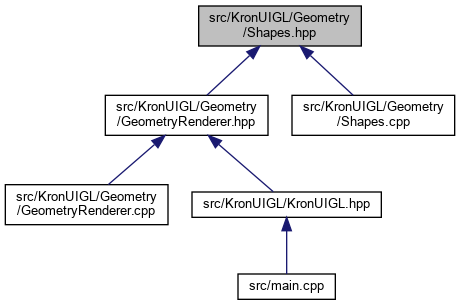 src/KronUIGL/Geometry
/Shapes.hpp
src/KronUIGL/Geometry
/GeometryRenderer.hpp
src/KronUIGL/Geometry
/Shapes.cpp
src/KronUIGL/Geometry
/GeometryRenderer.cpp
src/KronUIGL/KronUIGL.hpp
src/main.cpp